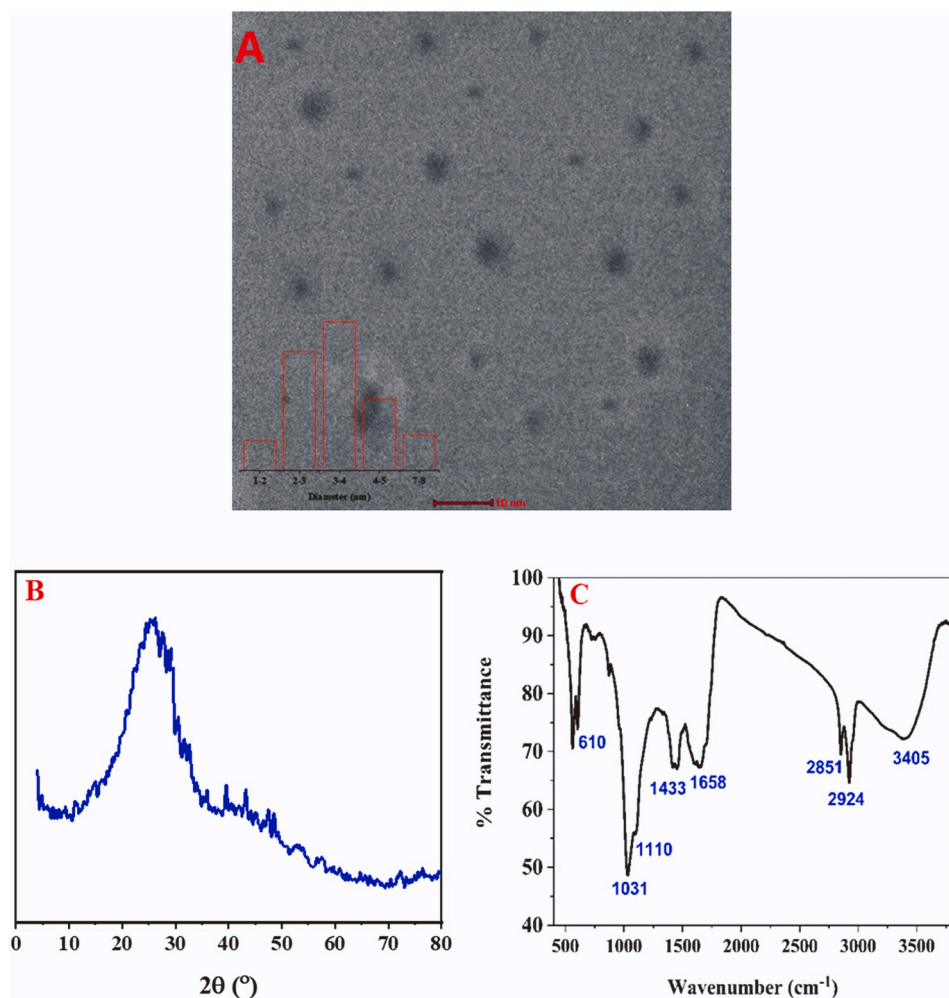 A
1-2 2-3 3-4 4-5 7-8
Diameter (nm)
10 nm
B
0 10 20 30 40 50 60 70 80
2θ (°)
C
100
90
80
70
60
50
40
% Transmittance
610
1433
1658
2851
3405
2924
1110
1031
500 1000 1500 2000 2500 3000 3500
Wavenumber (cm⁻¹)